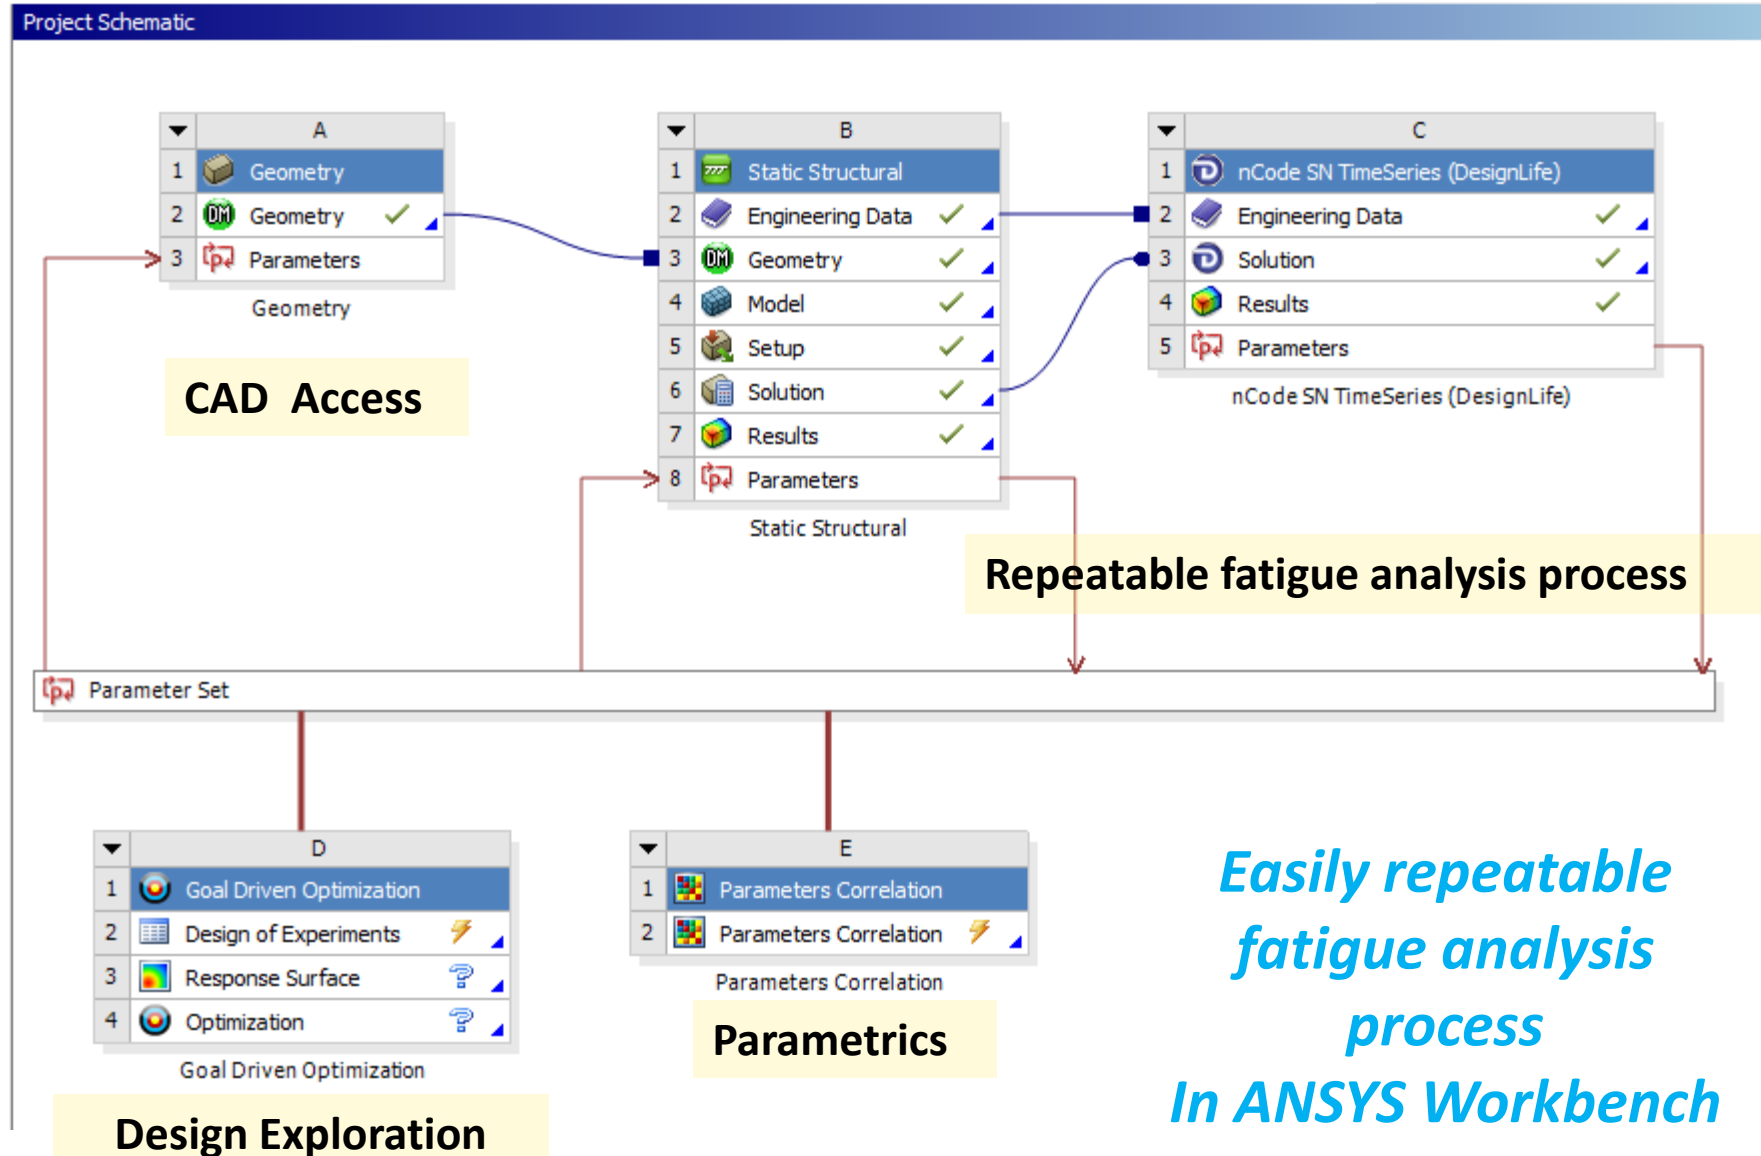 Project Schematic
A
1 Geometry
2 Geometry
3 Parameters
Geometry
CAD Access
B
1 Static Structural
2 Engineering Data
3 Geometry
4 Model
5 Setup
6 Solution
7 Results
8 Parameters
Static Structural
C
1 nCode SN TimeSeries (DesignLife)
2 Engineering Data
3 Solution
4 Results
5 Parameters
nCode SN TimeSeries (DesignLife)
Repeatable fatigue analysis process
Parameter Set
D
1 Goal Driven Optimization
2 Design of Experiments
3 Response Surface
4 Optimization
Goal Driven Optimization
Design Exploration
E
1 Parameters Correlation
2 Parameters Correlation
Parameters Correlation
Parametrics
Easily repeatable
fatigue analysis
process
In ANSYS Workbench